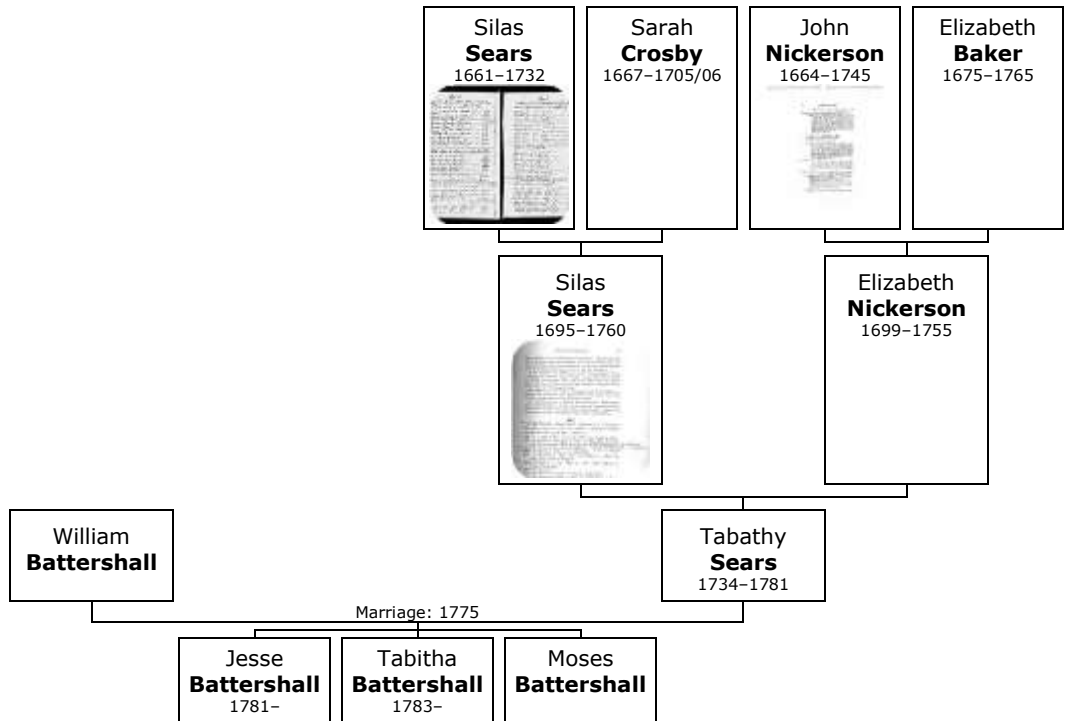 Silas
Sears
1661–1732
Sarah
Crosby
1667–1705/06
John
Nickerson
1664–1745
Elizabeth
Baker
1675–1765
Silas
Sears
1695–1760
Elizabeth
Nickerson
1699–1755
William
Battershall
Tabathy
Sears
1734–1781
Marriage: 1775
Jesse
Battershall
1781–
Tabitha
Battershall
1783–
Moses
Battershall